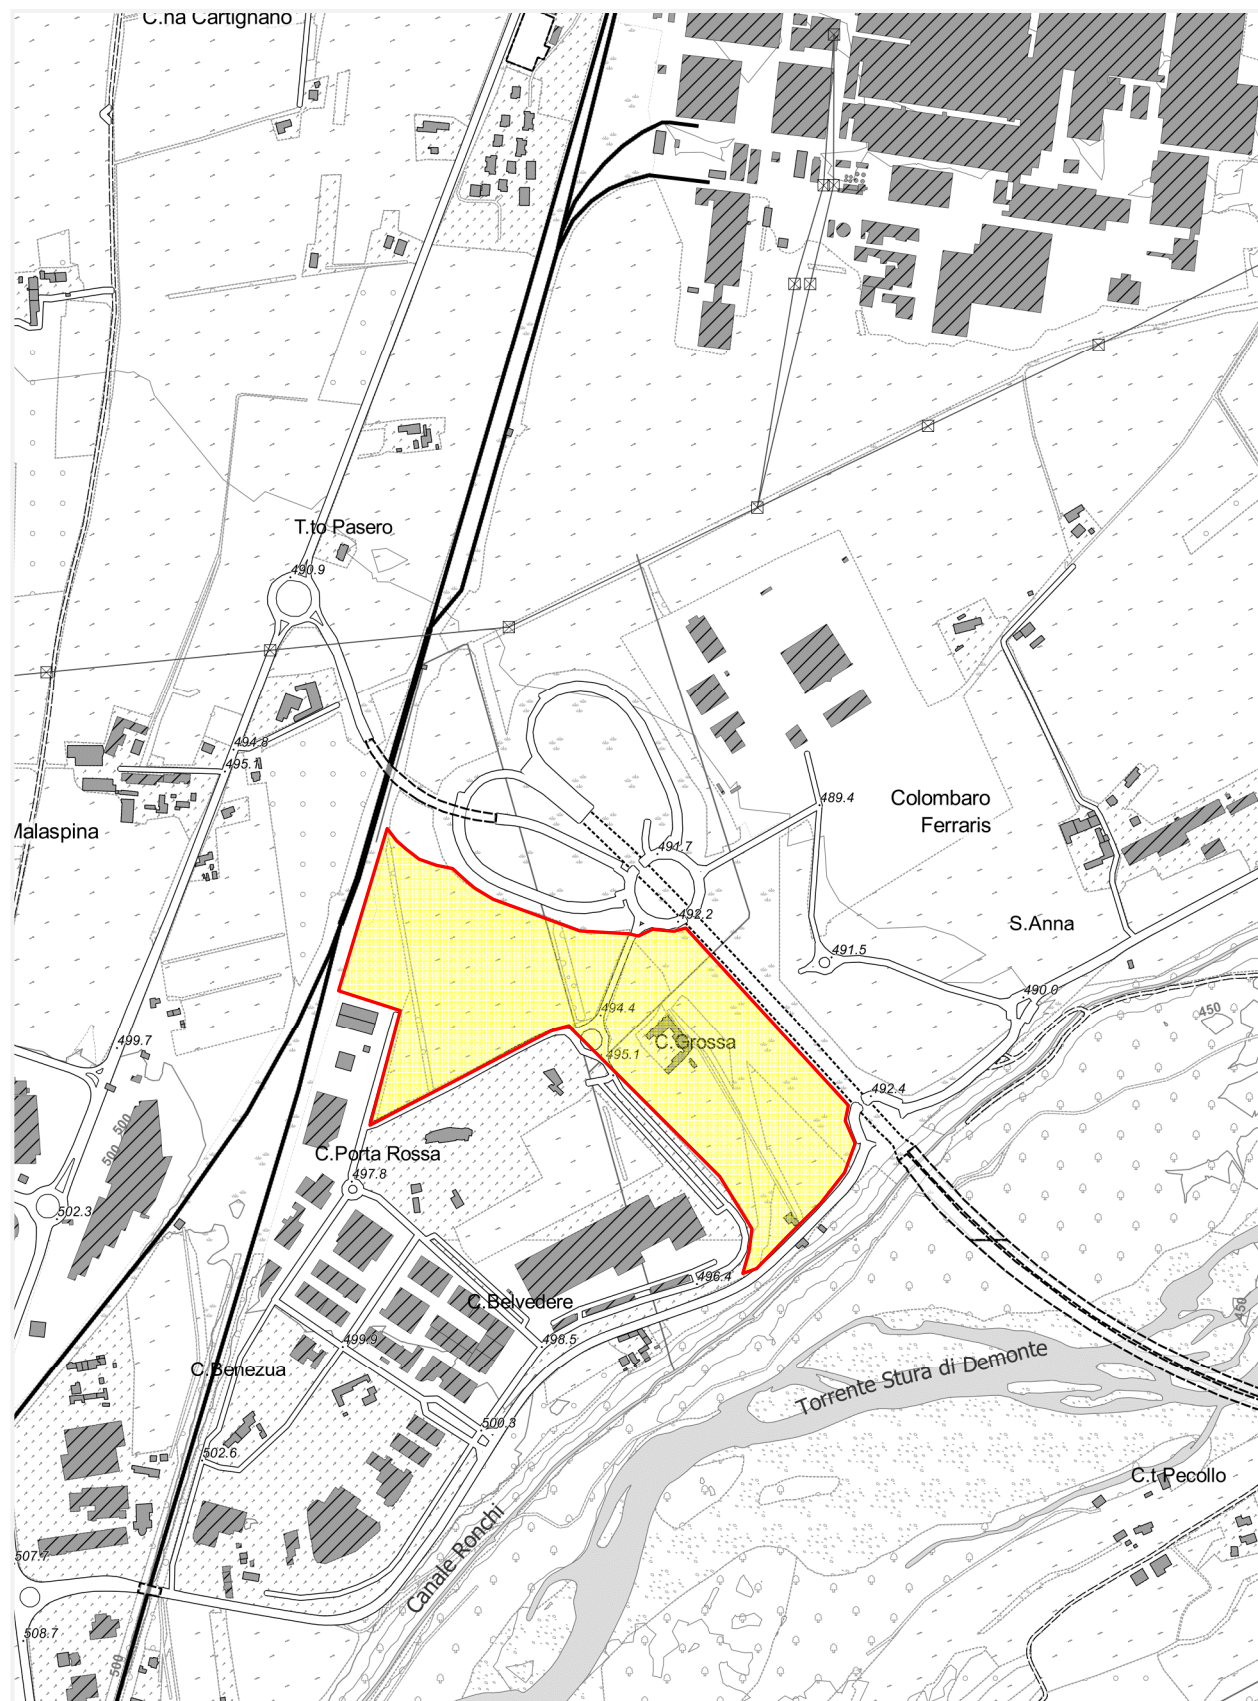 C.na Cartignano
T.to Pasero
490.9
494.8
495.1
489.4
Colombaro
Ferraris
Malaspina
491.7
492.2
S.Anna
491.5
490.0
450
494.4
C.Grossa
499.7
495.1
492.4
500
500
C.Porta Rossa
497.8
502.3
496.4
C.Belvedere
450
499.9
498.5
C.Benezua
Torrente Stura di Demonte
500.3
502.6
C.t Pecollo
Canale Ronchi
507.7
508.7
500